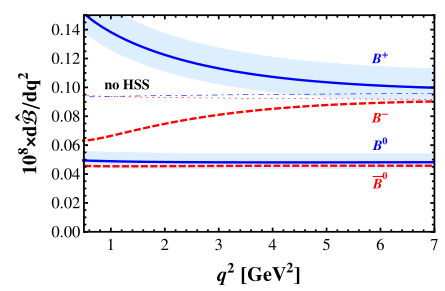 0.14
0.12
0.10
0.08
0.06
0.04
0.02
0.00
10⁸×dℬ̂/dq²
B⁺
no HSS
B⁻
B⁰
B̅⁰
1 2 3 4 5 6 7
q² [GeV²]